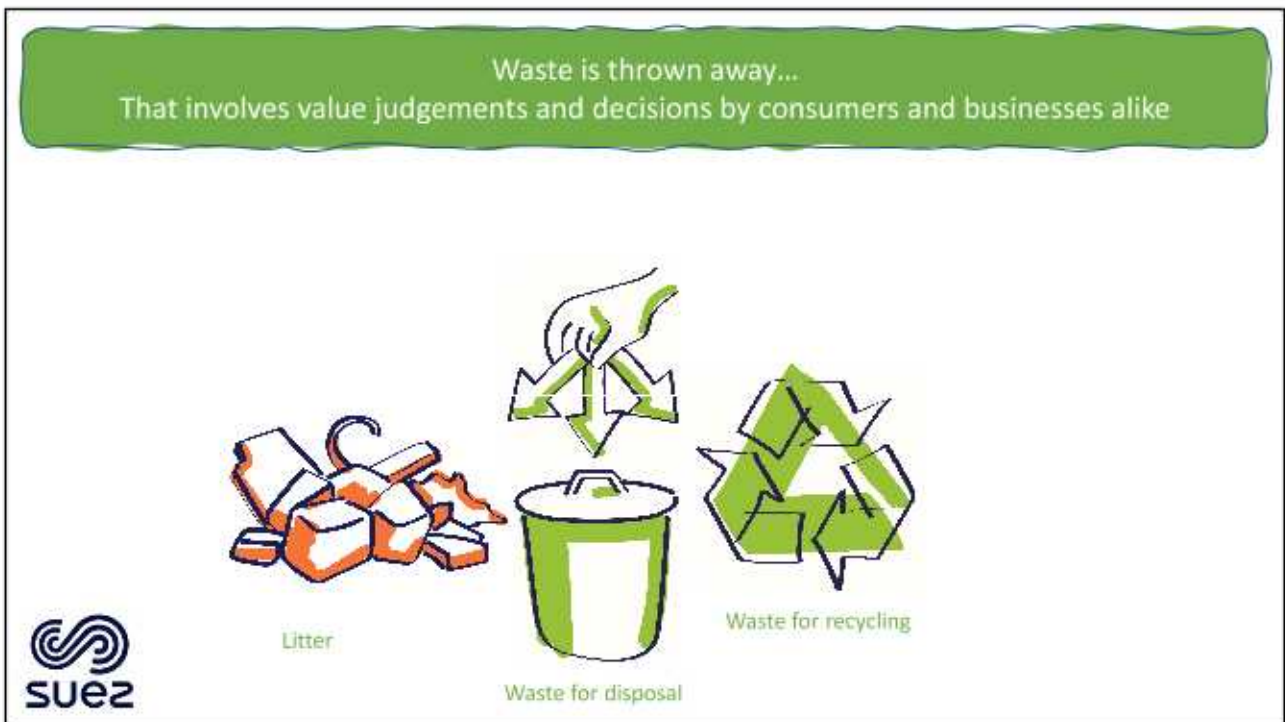 Waste is thrown away...
That involves value judgements and decisions by consumers and businesses alike
Litter
Waste for disposal
Waste for recycling
suez